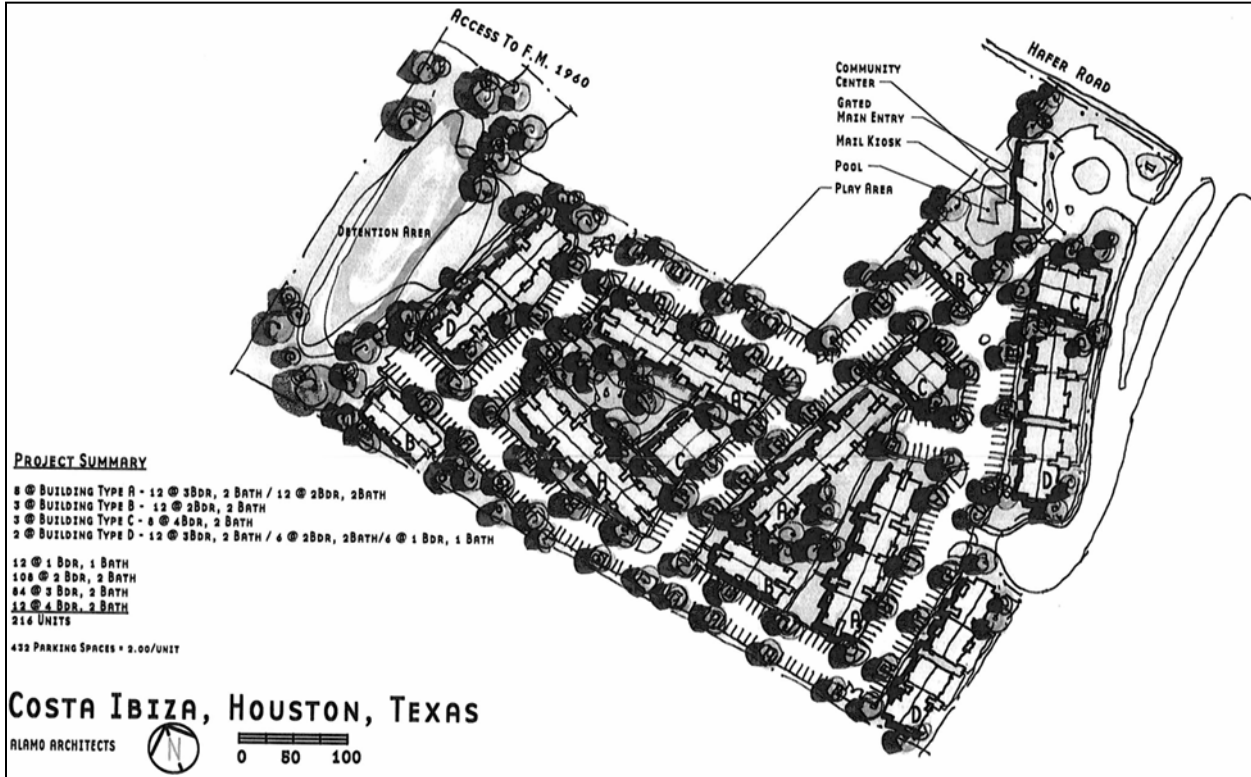 ACCESS TO F.M. 1960
HAFER ROAD
COMMUNITY
CENTER
GATED
MAIN ENTRY
MAIL KIOSK
POOL
PLAY AREA
DETENTION AREA
B
C
D
A
C
B
C
A
D
A
B
A
D
PROJECT SUMMARY
5 @ BUILDING TYPE A - 12 @ 3BDR, 2 BATH / 12 @ 2BDR, 2BATH
3 @ BUILDING TYPE B - 12 @ 2BDR, 2 BATH
3 @ BUILDING TYPE C - 8 @ 4BDR, 2 BATH
2 @ BUILDING TYPE D - 12 @ 3BDR, 2 BATH / 6 @ 2BDR, 2BATH/6 @ 1 BDR, 1 BATH
12 @ 1 BDR, 1 BATH
108 @ 2 BDR, 2 BATH
84 @ 3 BDR, 2 BATH
12 @ 4 BDR, 2 BATH
216 UNITS
432 PARKING SPACES = 2.00/UNIT
COSTA IBIZA, HOUSTON, TEXAS
ALAMO ARCHITECTS
N
0 50 100